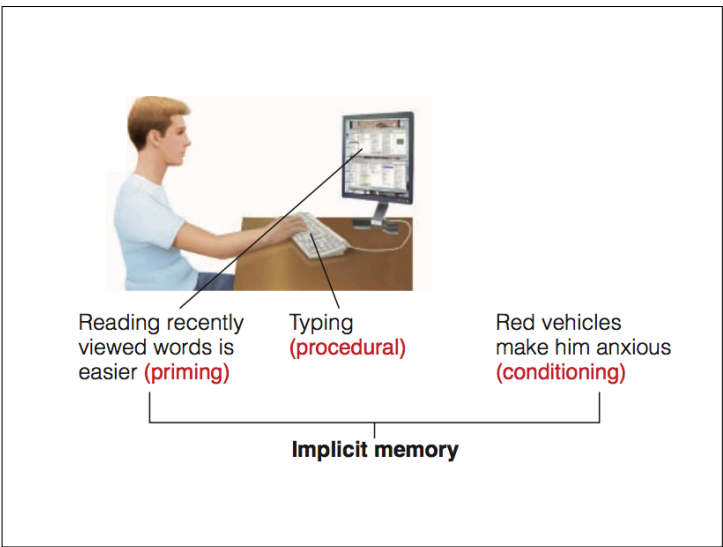 Reading recently
viewed words is
easier (priming)
Typing
(procedural)
Red vehicles
make him anxious
(conditioning)
Implicit memory